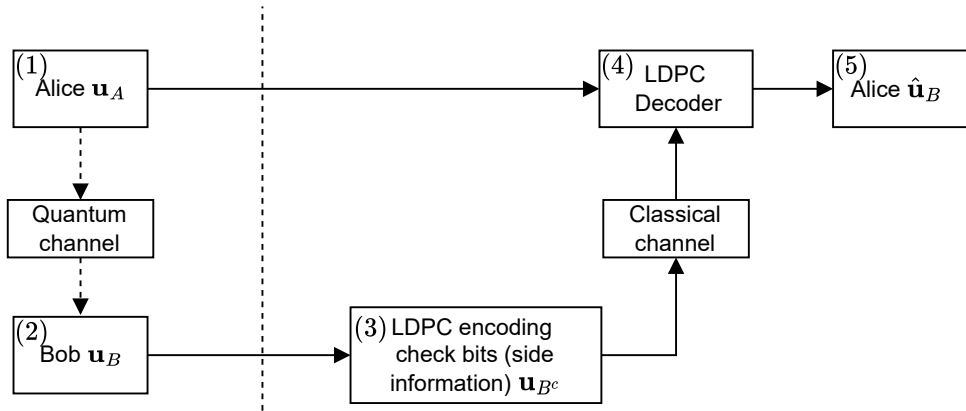 (1)
Alice 𝐮_A
(4) LDPC
Decoder
(5)
Alice 𝐮̂_B
Quantum
channel
Classical
channel
(2)
Bob 𝐮_B
(3) LDPC encoding
check bits (side
information) 𝐮_{B^c}